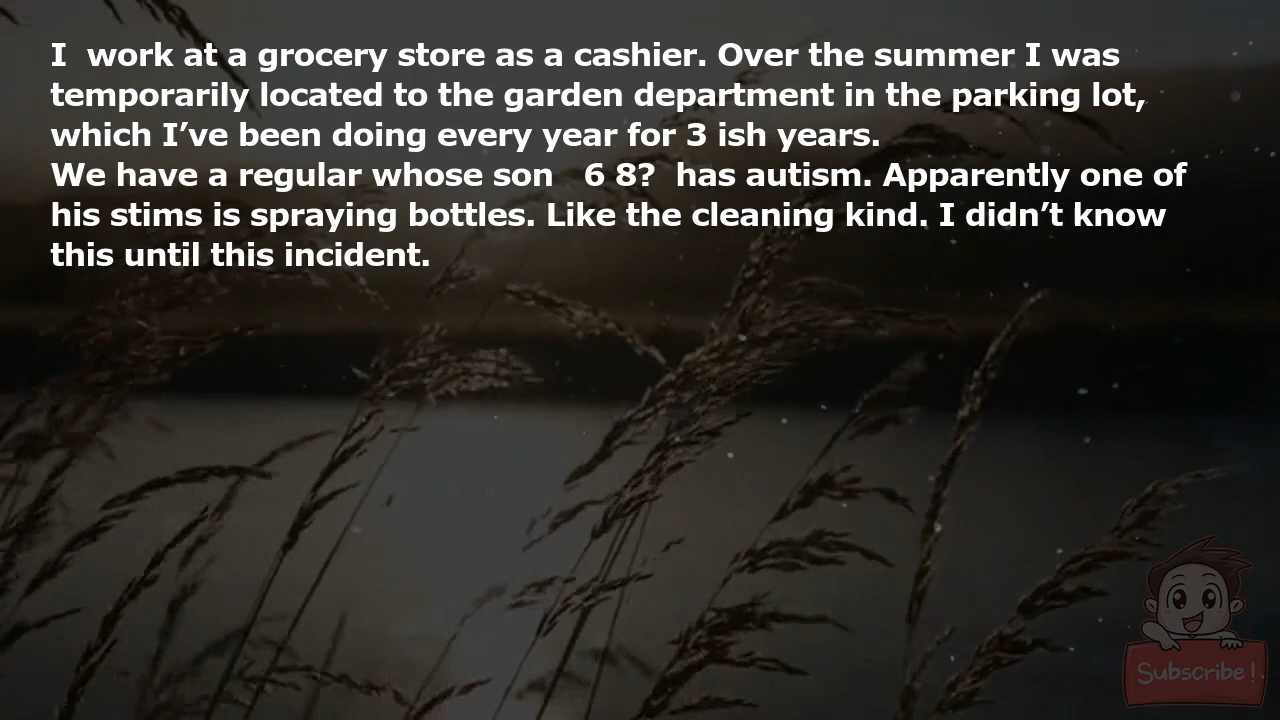 I  work at a grocery store as a cashier. Over the summer I was
temporarily located to the garden department in the parking lot,
which I’ve been doing every year for 3 ish years.
We have a regular whose son   6 8?  has autism. Apparently one of
his stims is spraying bottles. Like the cleaning kind. I didn’t know
this until this incident.
Subscribe!